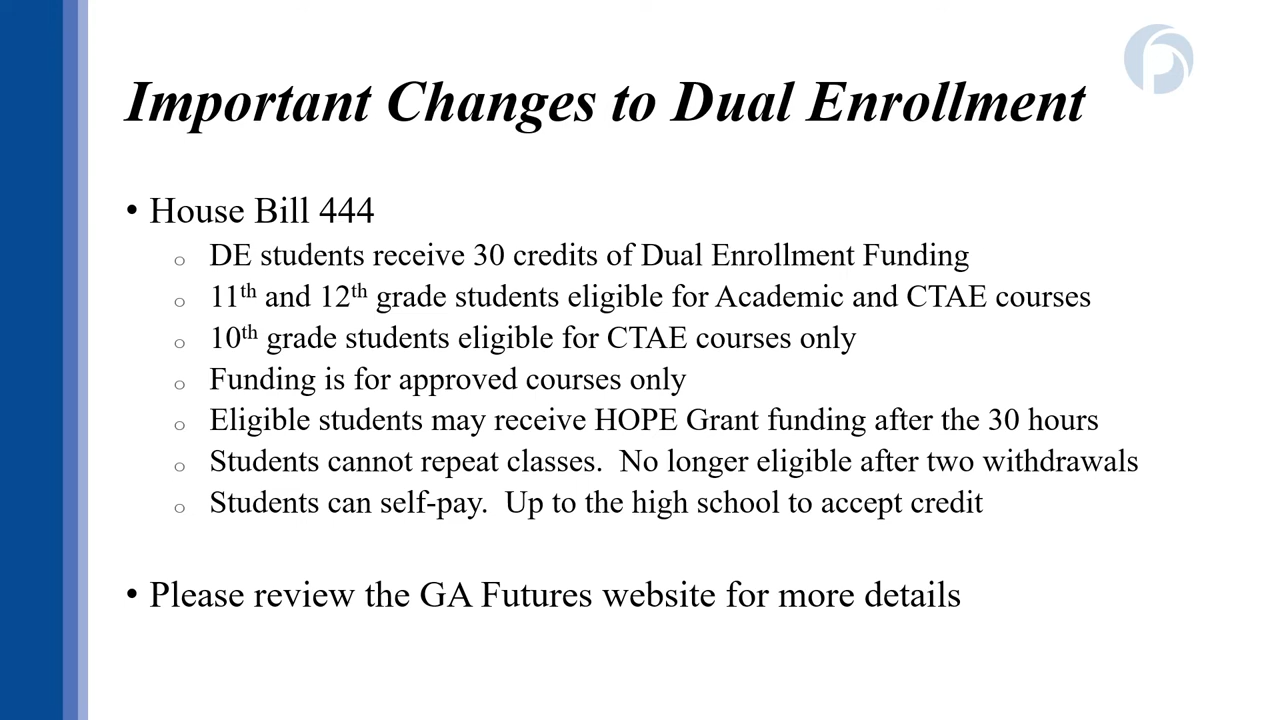 Important Changes to Dual Enrollment
• House Bill 444
o DE students receive 30 credits of Dual Enrollment Funding
o 11th and 12th grade students eligible for Academic and CTAE courses
o 10th grade students eligible for CTAE courses only
o Funding is for approved courses only
o Eligible students may receive HOPE Grant funding after the 30 hours
o Students cannot repeat classes.  No longer eligible after two withdrawals
o Students can self-pay.  Up to the high school to accept credit
• Please review the GA Futures website for more details